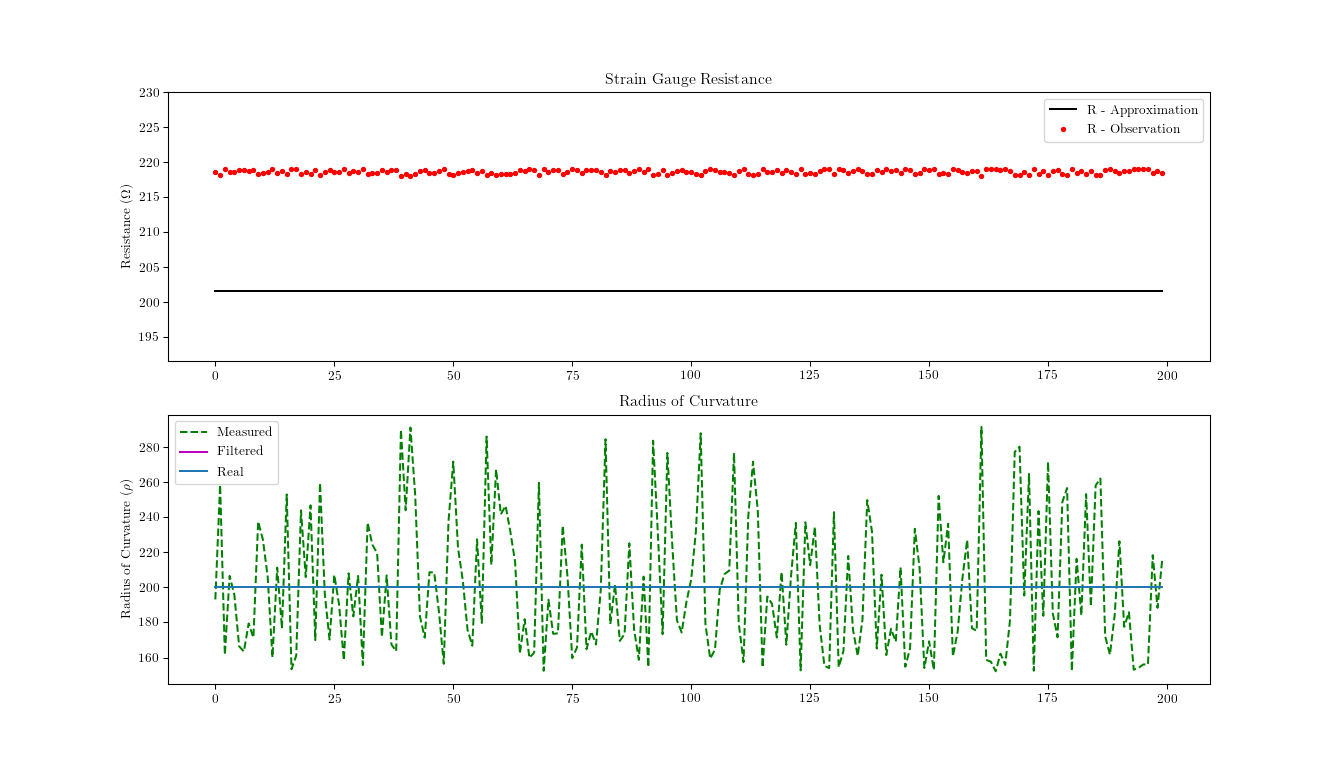 Strain Gauge Resistance
230
225
220
215
210
205
200
195
Resistance (Ω)
R - Approximation
R - Observation
0 25 50 75 100 125 150 175 200
Radius of Curvature
280
260
240
220
200
180
160
Radius of Curvature (ρ)
Measured
Filtered
Real
0 25 50 75 100 125 150 175 200